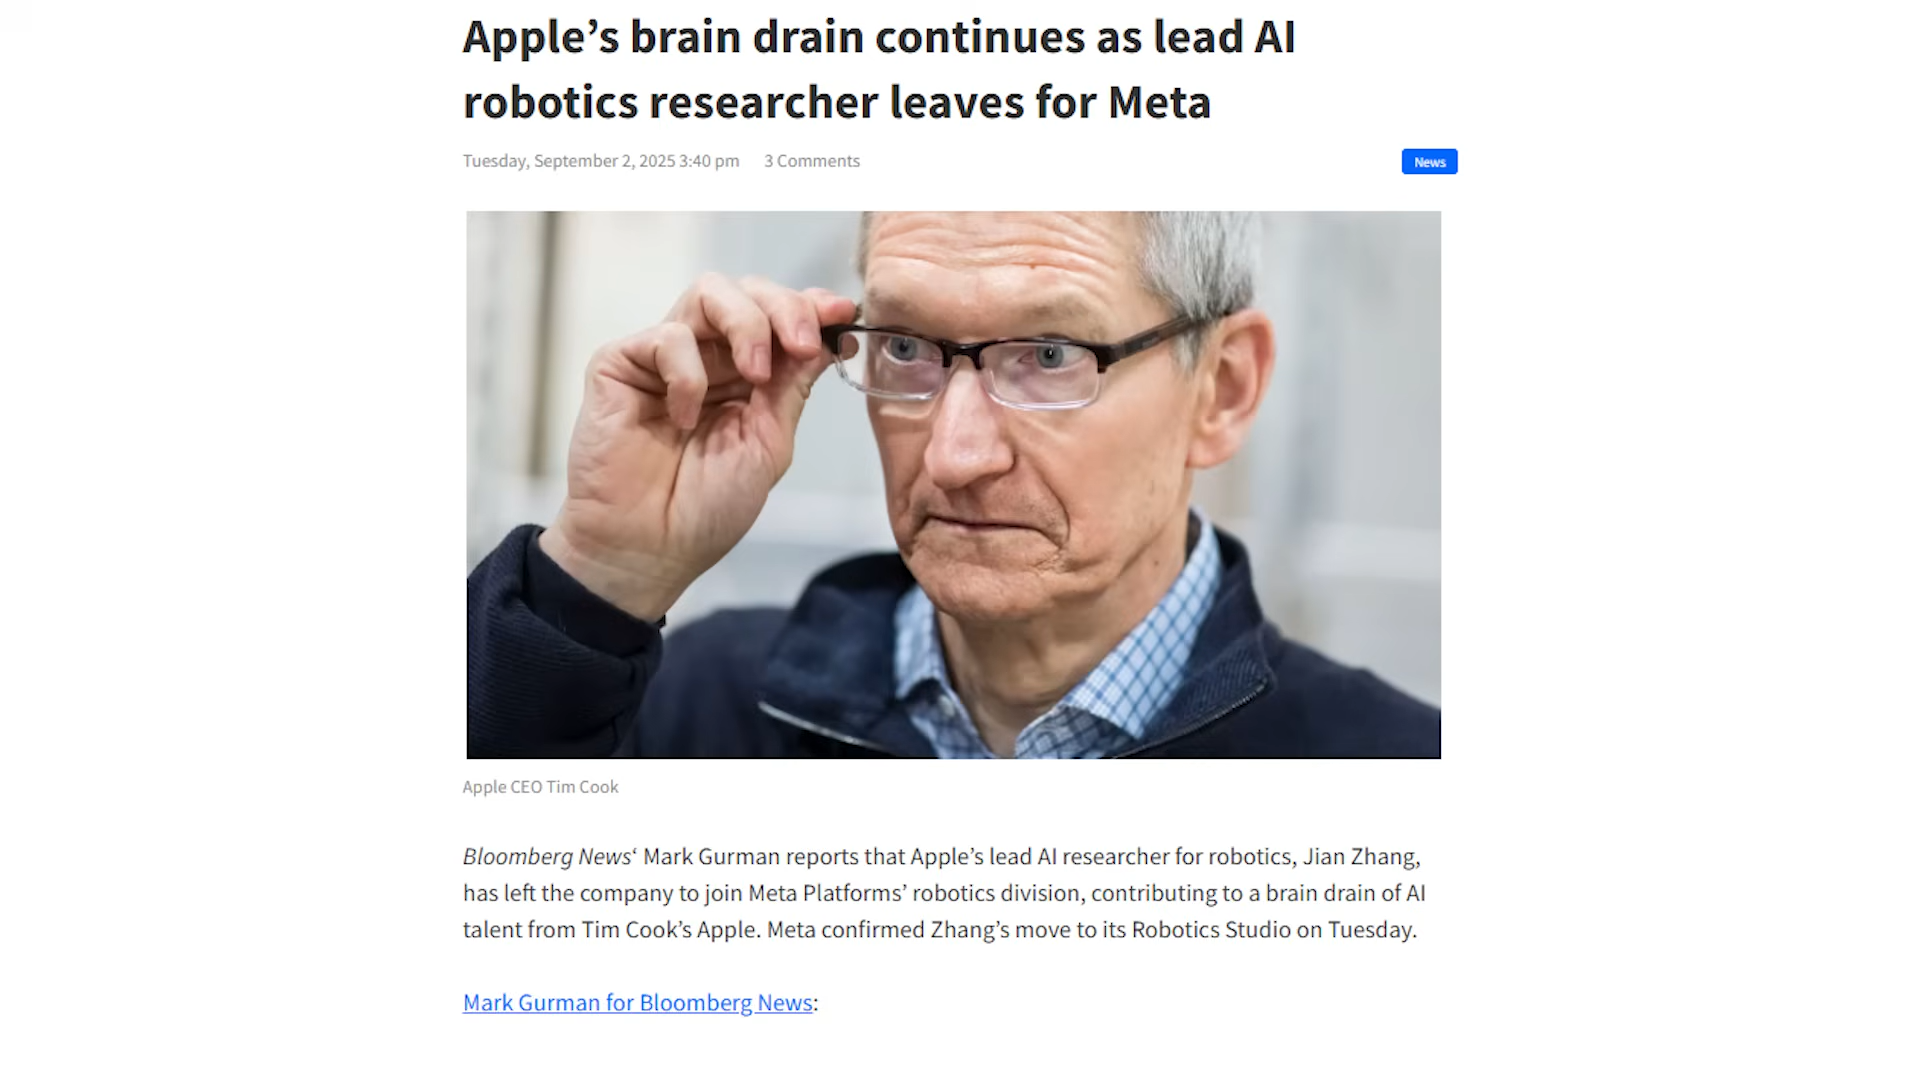 Apple’s brain drain continues as lead AI
robotics researcher leaves for Meta
Tuesday, September 2, 2025 3:40 pm 3 Comments
News
Apple CEO Tim Cook
Bloomberg News‘ Mark Gurman reports that Apple’s lead AI researcher for robotics, Jian Zhang,
has left the company to join Meta Platforms’ robotics division, contributing to a brain drain of AI
talent from Tim Cook’s Apple. Meta confirmed Zhang’s move to its Robotics Studio on Tuesday.
Mark Gurman for Bloomberg News: